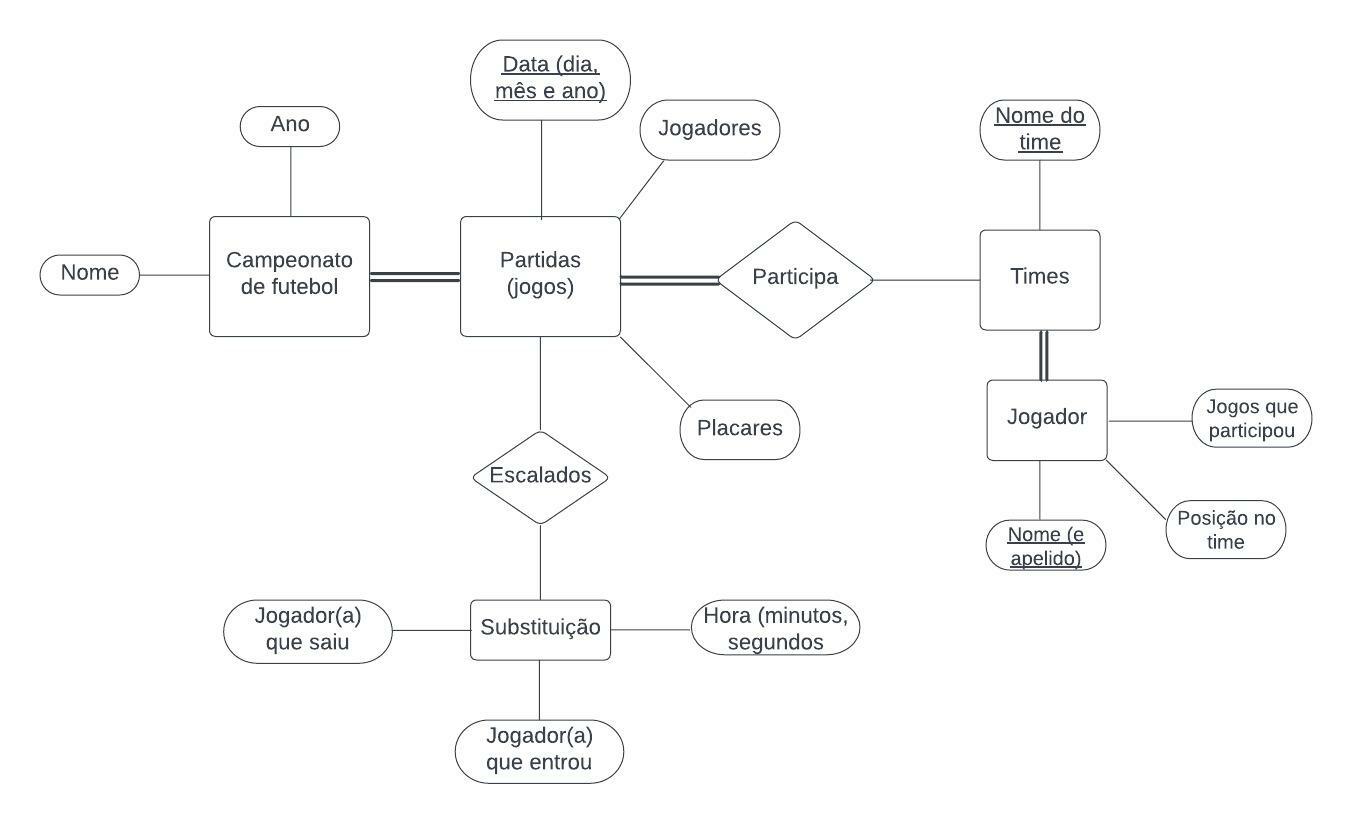 Data (dia,
mês e ano)
Ano
Jogadores
Nome do
time
Nome
Campeonato
de futebol
Partidas
(jogos)
Participa
Times
Placares
Jogador
Jogos que
participou
Escalados
Nome (e
apelido)
Posição no
time
Jogador(a)
que saiu
Substituição
Hora (minutos,
segundos
Jogador(a)
que entrou